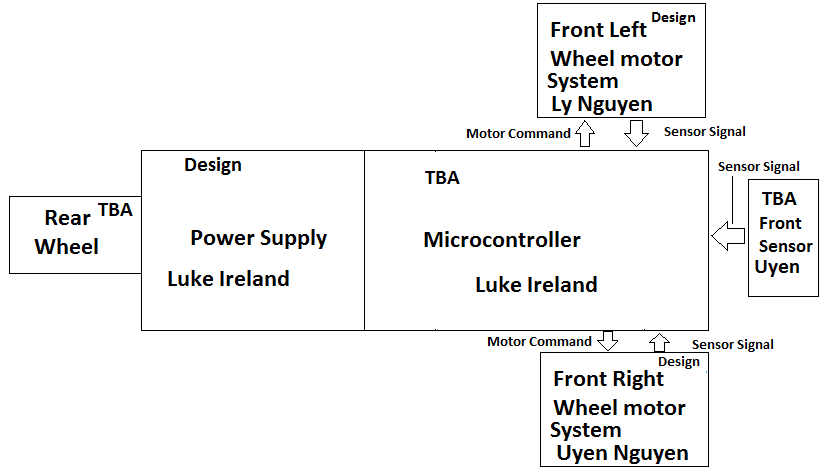 Design
Front Left
Wheel motor
System
Ly Nguyen
Motor Command
Sensor Signal
Design
TBA
Sensor Signal
Rear
TBA
Wheel
Power Supply
Microcontroller
Luke Ireland
Luke Ireland
TBA
Front
Sensor
Uyen
Motor Command
Sensor Signal
Design
Front Right
Wheel motor
System
Uyen Nguyen